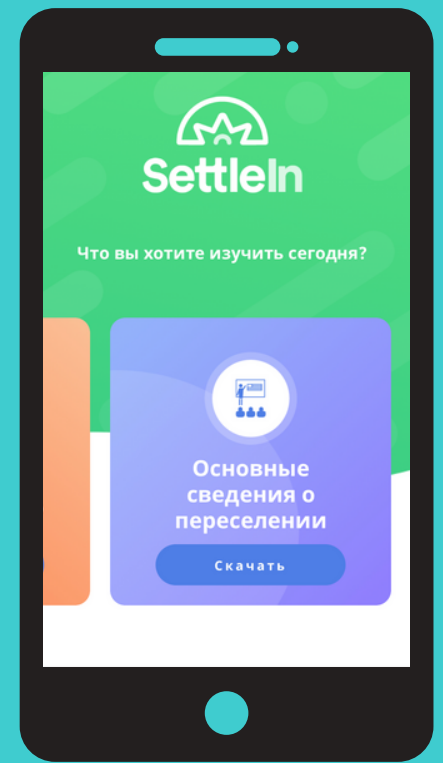 SettleIn
Что вы хотите изучить сегодня?
Основные
сведения о
переселении
Скачать